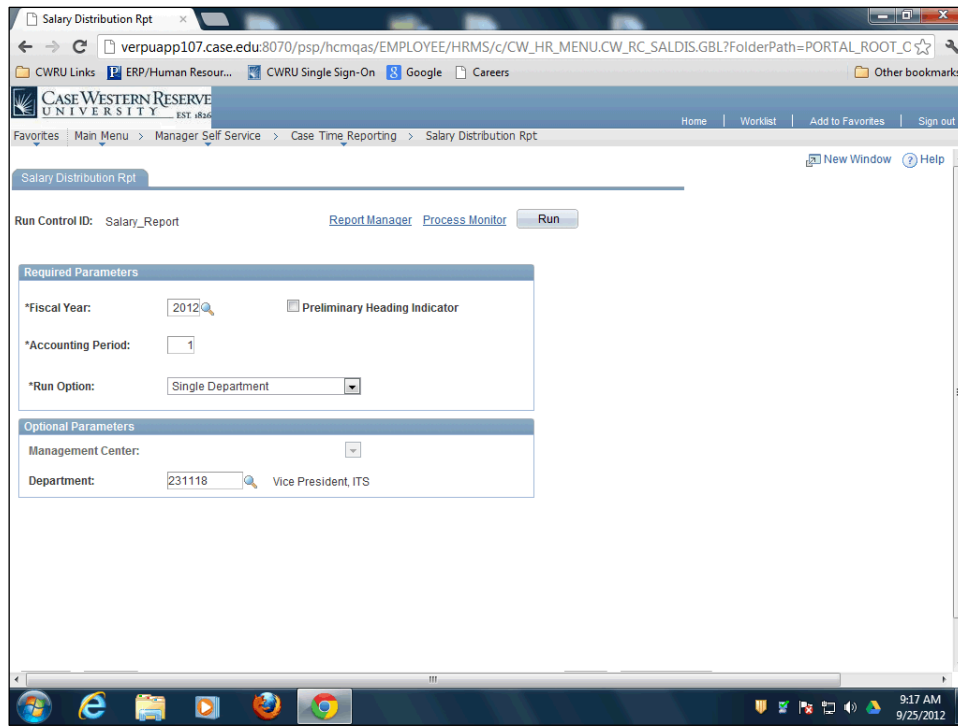 Salary Distribution Rpt
verpuapp107.case.edu:8070/psp/hcmqas/EMPLOYEE/HRMS/c/CW_HR_MENU.CW_RC_SALDIS.GBL?FolderPath=PORTAL_ROOT_O
CWRU Links ERP/Human Resour... CWRU Single Sign-On Google Careers Other bookmarks
CASE WESTERN RESERVE
UNIVERSITY EST. 1826
Home | Worklist | Add to Favorites | Sign out
Favorites Main Menu > Manager Self Service > Case Time Reporting > Salary Distribution Rpt
New Window Help
Salary Distribution Rpt
Run Control ID: Salary_Report Report Manager Process Monitor Run
Required Parameters
*Fiscal Year: 2012 Preliminary Heading Indicator
*Accounting Period: 1
*Run Option: Single Department
Optional Parameters
Management Center:
Department: 231118 Vice President, ITS
9:17 AM
9/25/2012